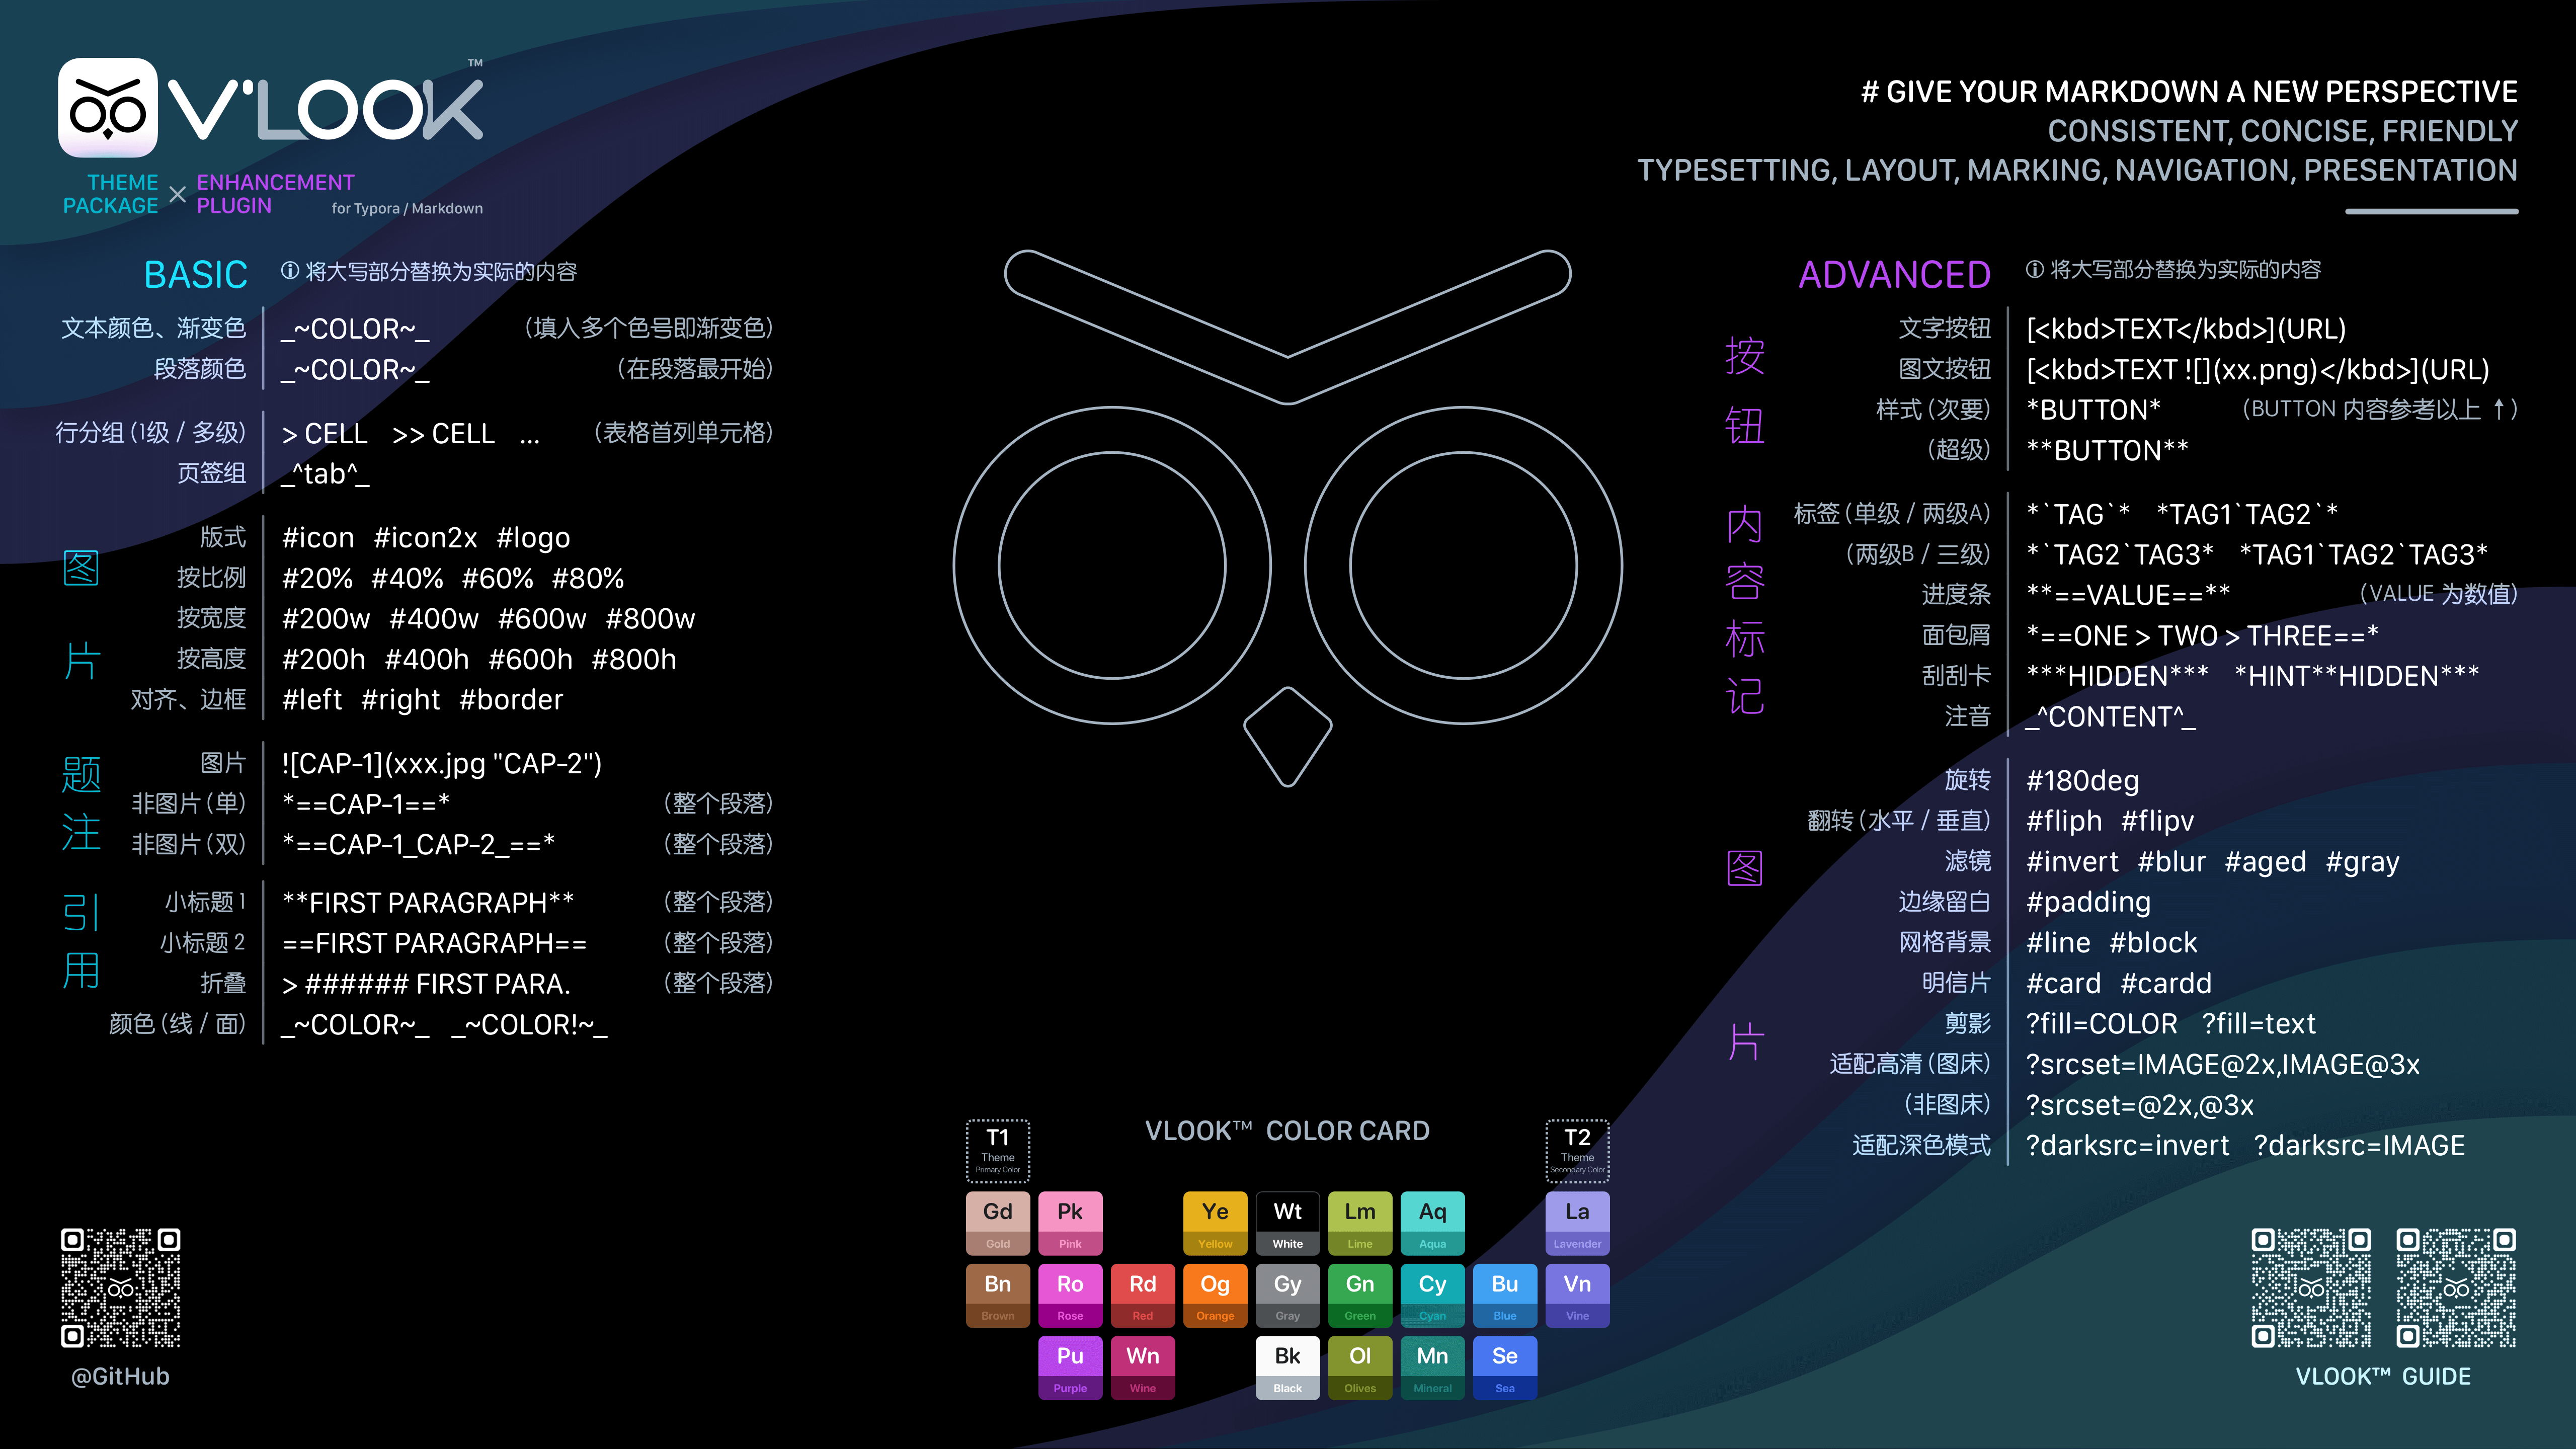 V'LOOK™
THEME PACKAGE × ENHANCEMENT PLUGIN
for Typora / Markdown
# GIVE YOUR MARKDOWN A NEW PERSPECTIVE
CONSISTENT, CONCISE, FRIENDLY
TYPESETTING, LAYOUT, MARKING, NAVIGATION, PRESENTATION
BASIC ⓘ 将大写部分替换为实际的内容
文本颜色、渐变色 _~COLOR~_ （填入多个色号即渐变色）
段落颜色 _~COLOR~_ （在段落最开始）
行分组（1级 / 多级） > CELL >> CELL ... （表格首列单元格）
页签组 _^tab^_
图片
版式 #icon #icon2x #logo
按比例 #20% #40% #60% #80%
按宽度 #200w #400w #600w #800w
按高度 #200h #400h #600h #800h
对齐、边框 #left #right #border
题注
图片 ![CAP-1](xxx.jpg "CAP-2")
非图片（单） *==CAP-1==* （整个段落）
非图片（双） *==CAP-1_CAP-2_==* （整个段落）
引用
小标题 1 **FIRST PARAGRAPH** （整个段落）
小标题 2 ==FIRST PARAGRAPH== （整个段落）
折叠 > ###### FIRST PARA. （整个段落）
颜色（线 / 面） _~COLOR~_ _~COLOR!~_
@GitHub
ADVANCED ⓘ 将大写部分替换为实际的内容
按钮
文字按钮 [<kbd>TEXT</kbd>](URL)
图文按钮 [<kbd>TEXT ![](xx.png)</kbd>](URL)
样式（次要） *BUTTON* （BUTTON 内容参考以上 ↑）
（超级） **BUTTON**
内容标记
标签（单级 / 两级A） *`TAG`* *TAG1`TAG2`*
（两级B / 三级） *`TAG2`TAG3* *TAG1`TAG2`TAG3*
进度条 **==VALUE==** （VALUE 为数值）
面包屑 *==ONE > TWO > THREE==*
刮刮卡 ***HIDDEN*** *HINT**HIDDEN***
注音 _^CONTENT^_
图片
旋转 #180deg
翻转（水平 / 垂直） #fliph #flipv
滤镜 #invert #blur #aged #gray
边缘留白 #padding
网格背景 #line #block
明信片 #card #cardd
剪影 ?fill=COLOR ?fill=text
适配高清（图床） ?srcset=IMAGE@2x,IMAGE@3x
（非图床） ?srcset=@2x,@3x
适配深色模式 ?darksrc=invert ?darksrc=IMAGE
VLOOK™ GUIDE
VLOOK™ COLOR CARD
T1 Theme Primary Color
T2 Theme Secondary Color
Gd Pk Ye Wt Lm Aq La
Gold Pink Yellow White Lime Aqua Lavender
Bn Ro Rd Og Gy Gn Cy Bu Vn
Brown Rose Red Orange Gray Green Cyan Blue Vine
Pu Wn Bk Ol Mn Se
Purple Wine Black Olives Mineral Sea